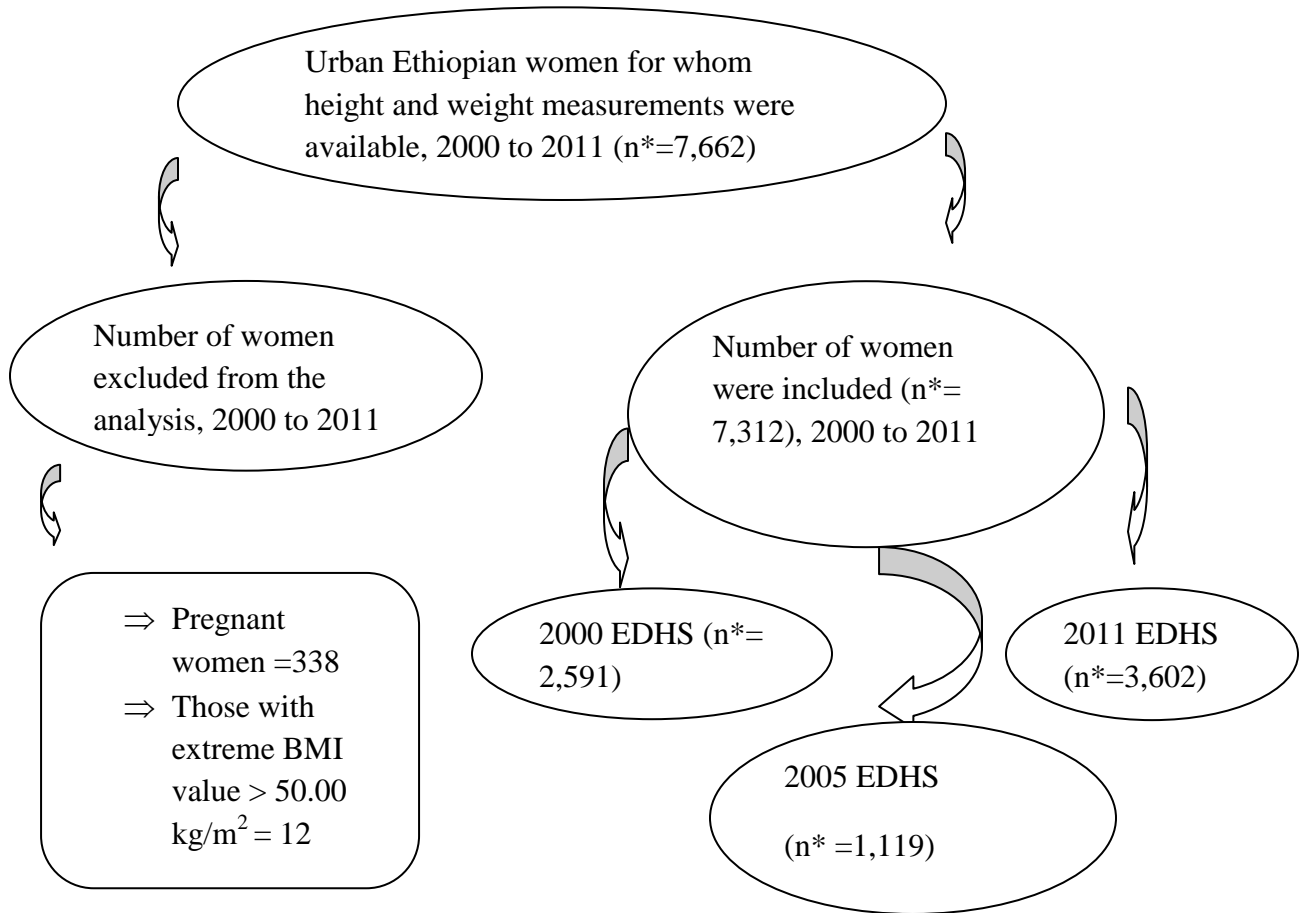 Urban Ethiopian women for whom
height and weight measurements were
available, 2000 to 2011 (n*=7,662)
Number of women
excluded from the
analysis, 2000 to 2011
Number of women
were included (n*=
7,312), 2000 to 2011
⇒ Pregnant
women =338
⇒ Those with
extreme BMI
value > 50.00
kg/m² = 12
2000 EDHS (n*=
2,591)
2005 EDHS
(n* =1,119)
2011 EDHS
(n*=3,602)